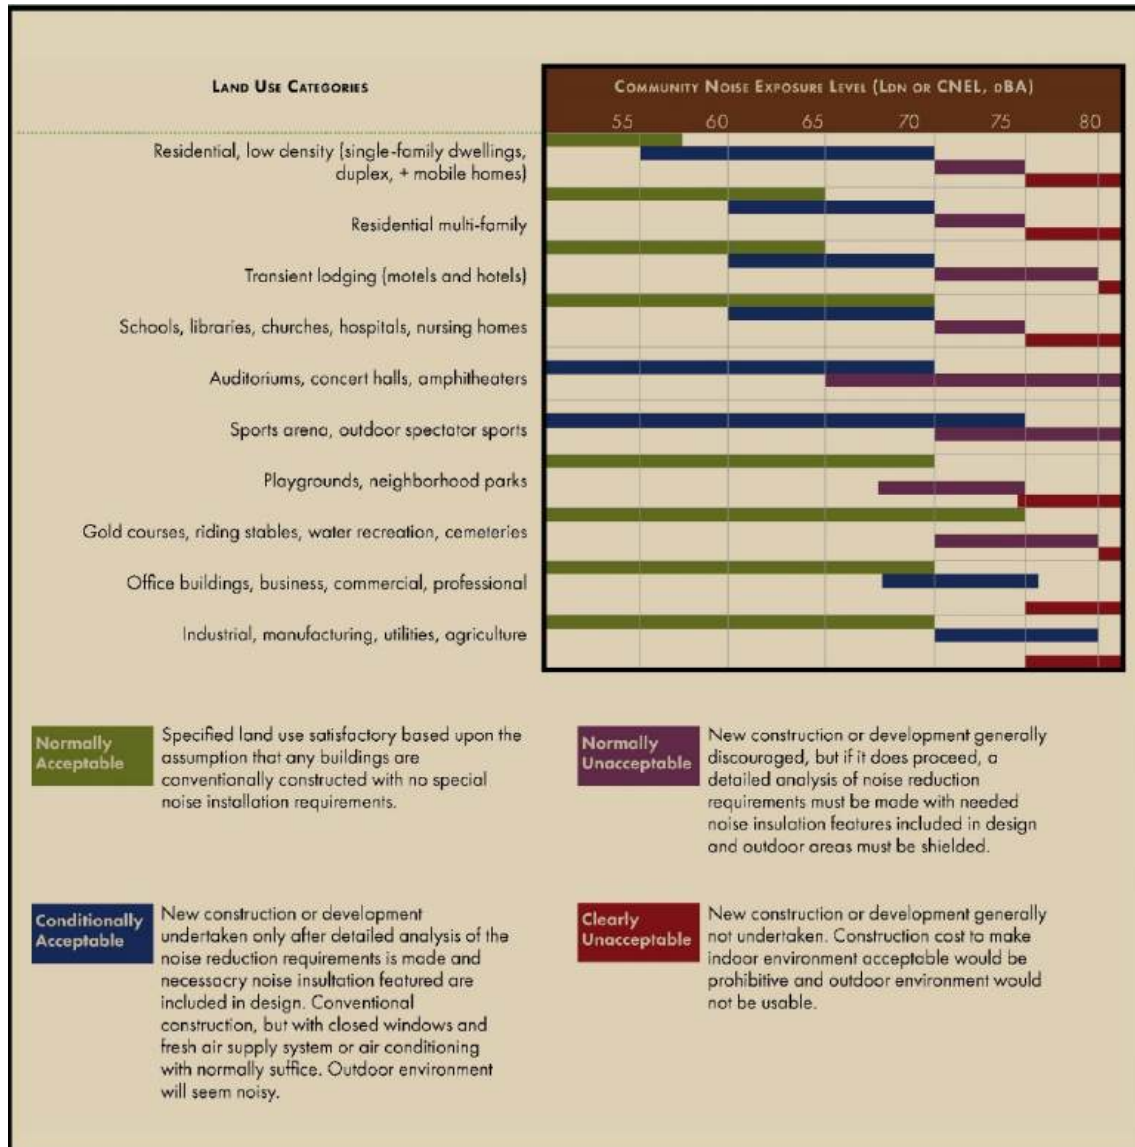 LAND USE CATEGORIES
COMMUNITY NOISE EXPOSURE LEVEL (LDN OR CNEL, DBA)
55 60 65 70 75 80
Residential, low density (single-family dwellings,
duplex, + mobile homes)
Residential multi-family
Transient lodging (motels and hotels)
Schools, libraries, churches, hospitals, nursing homes
Auditoriums, concert halls, amphitheaters
Sports arena, outdoor spectator sports
Playgrounds, neighborhood parks
Gold courses, riding stables, water recreation, cemeteries
Office buildings, business, commercial, professional
Industrial, manufacturing, utilities, agriculture
Normally
Acceptable
Specified land use satisfactory based upon the
assumption that any buildings are
conventionally constructed with no special
noise installation requirements.
Normally
Unacceptable
New construction or development generally
discouraged, but if it does proceed, a
detailed analysis of noise reduction
requirements must be made with needed
noise insulation features included in design
and outdoor areas must be shielded.
Conditionally
Acceptable
New construction or development
undertaken only after detailed analysis of the
noise reduction requirements is made and
necessacry noise insultation featured are
included in design. Conventional
construction, but with closed windows and
fresh air supply system or air conditioning
with normally suffice. Outdoor environment
will seem noisy.
Clearly
Unacceptable
New construction or development generally
not undertaken. Construction cost to make
indoor environment acceptable would be
prohibitive and outdoor environment would
not be usable.